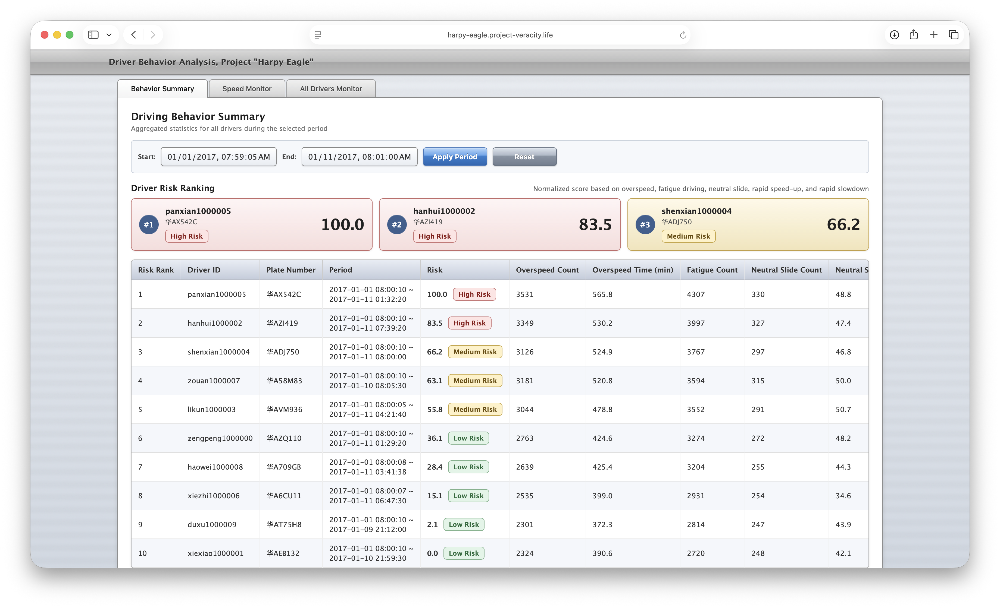 harpy-eagle.project-veracity.life
Driver Behavior Analysis, Project "Harpy Eagle"
Behavior Summary
Speed Monitor
All Drivers Monitor
Driving Behavior Summary
Aggregated statistics for all drivers during the selected period
Start: 01/01/2017, 07:59:05 AM End: 01/11/2017, 08:01:00 AM Apply Period Reset
Driver Risk Ranking
Normalized score based on overspeed, fatigue driving, neutral slide, rapid speed-up, and rapid slowdown
#1
panxian1000005
华AX542C
High Risk
100.0
#2
hanhui1000002
华AZI419
High Risk
83.5
#3
shenxian1000004
华ADJ750
Medium Risk
66.2
Risk Rank Driver ID Plate Number Period Risk Overspeed Count Overspeed Time (min) Fatigue Count Neutral Slide Count Neutral S
1 panxian1000005 华AX542C 2017-01-01 08:00:10 ~ 2017-01-11 01:32:20 100.0 High Risk 3531 565.8 4307 330 48.8
2 hanhui1000002 华AZI419 2017-01-01 08:00:10 ~ 2017-01-11 07:39:20 83.5 High Risk 3349 530.2 3997 327 47.4
3 shenxian1000004 华ADJ750 2017-01-01 08:00:10 ~ 2017-01-11 08:00:00 66.2 Medium Risk 3126 524.9 3767 297 46.8
4 zouan1000007 华A58M83 2017-01-01 08:00:10 ~ 2017-01-10 08:05:30 63.1 Medium Risk 3181 520.8 3594 315 50.0
5 likun1000003 华AVM936 2017-01-01 08:00:05 ~ 2017-01-11 04:21:40 55.8 Medium Risk 3044 478.8 3552 291 50.7
6 zengpeng1000000 华AZQ110 2017-01-01 08:00:10 ~ 2017-01-11 01:29:20 36.1 Low Risk 2763 424.6 3274 272 48.2
7 haowei1000008 华A709GB 2017-01-01 08:00:08 ~ 2017-01-11 03:41:38 28.4 Low Risk 2639 425.4 3204 255 44.3
8 xiezhi1000006 华A6CU11 2017-01-01 08:00:07 ~ 2017-01-11 06:47:30 15.1 Low Risk 2535 399.0 2931 254 34.6
9 duxu1000009 华AT75H8 2017-01-01 08:00:10 ~ 2017-01-09 21:12:00 2.1 Low Risk 2301 372.3 2814 247 43.9
10 xiexiao1000001 华AEB132 2017-01-01 08:00:10 ~ 2017-01-10 21:59:30 0.0 Low Risk 2324 390.6 2720 248 42.1